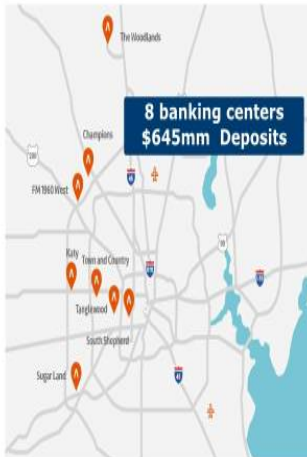 The Woodlands
8 banking centers
$645mm Deposits
Champions
FM 1960 West
Katy
Town and Country
Tanglewood
South Shepherd
Sugar Land